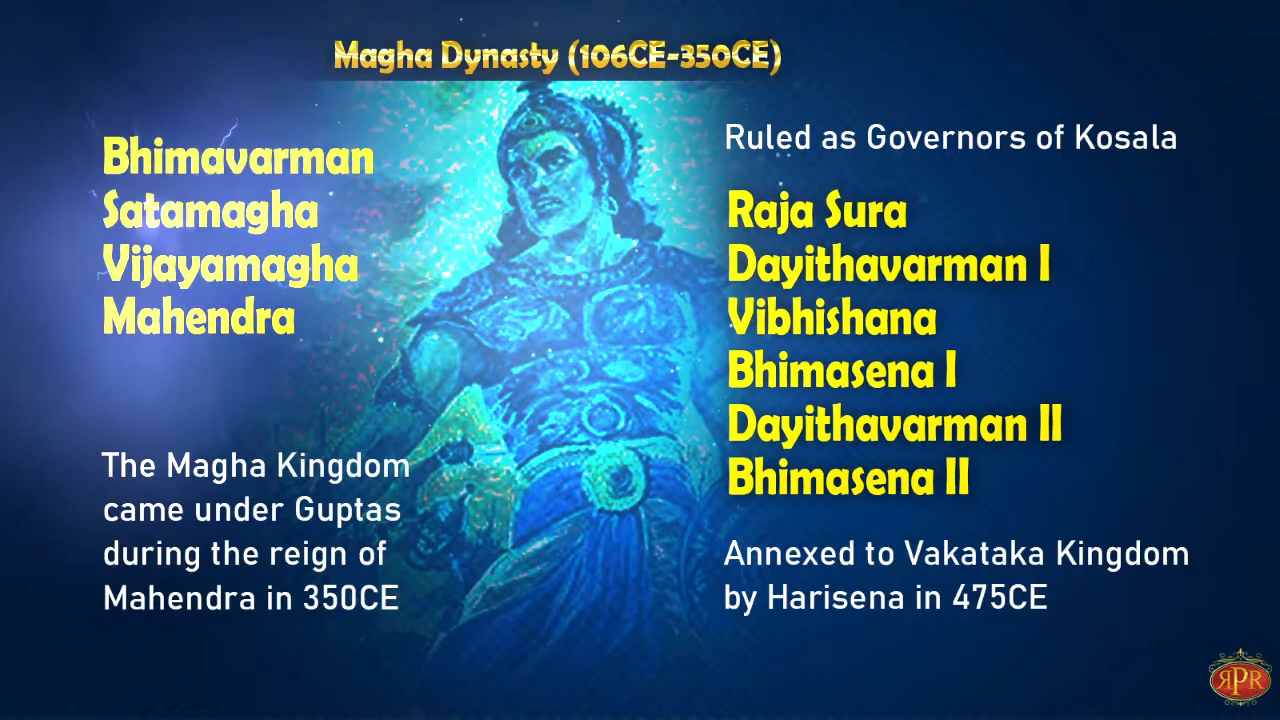 Magha Dynasty (106CE-350CE)
Bhimavarman
Satamagha
Vijayamagha
Mahendra
The Magha Kingdom
came under Guptas
during the reign of
Mahendra in 350CE
Ruled as Governors of Kosala
Raja Sura
Dayithavarman I
Vibhishana
Bhimasena I
Dayithavarman II
Bhimasena II
Annexed to Vakataka Kingdom
by Harisena in 475CE
RPR